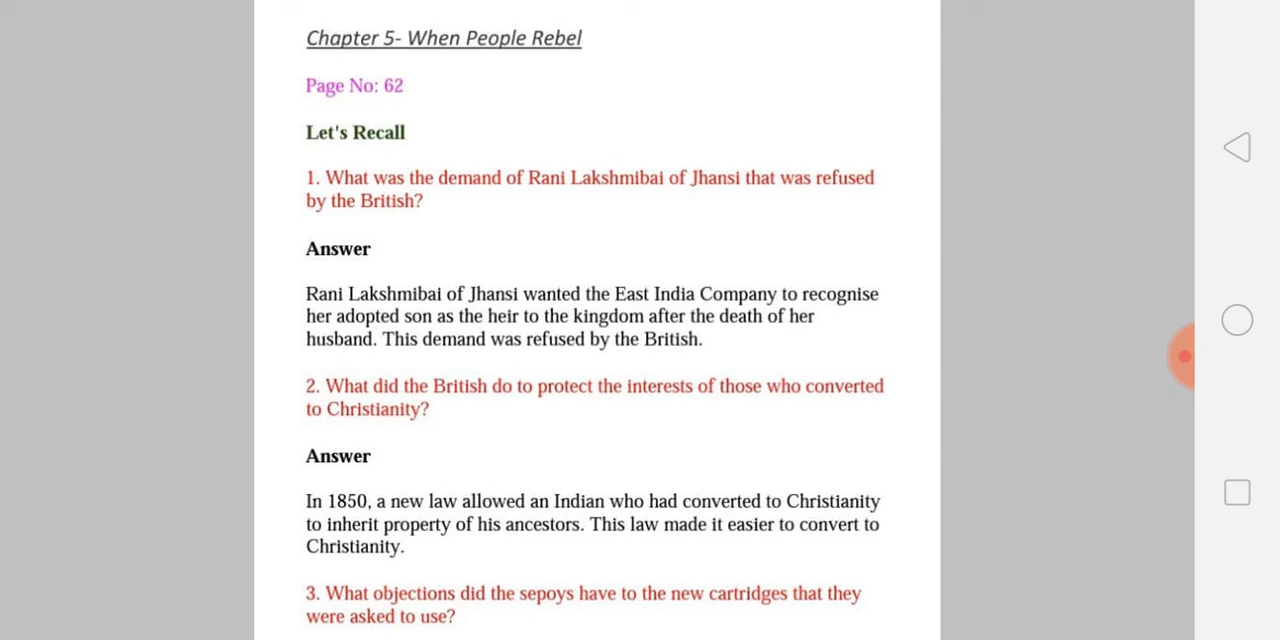 Chapter 5- When People Rebel
Page No: 62
Let's Recall
1. What was the demand of Rani Lakshmibai of Jhansi that was refused
by the British?
Answer
Rani Lakshmibai of Jhansi wanted the East India Company to recognise
her adopted son as the heir to the kingdom after the death of her
husband. This demand was refused by the British.
2. What did the British do to protect the interests of those who converted
to Christianity?
Answer
In 1850, a new law allowed an Indian who had converted to Christianity
to inherit property of his ancestors. This law made it easier to convert to
Christianity.
3. What objections did the sepoys have to the new cartridges that they
were asked to use?